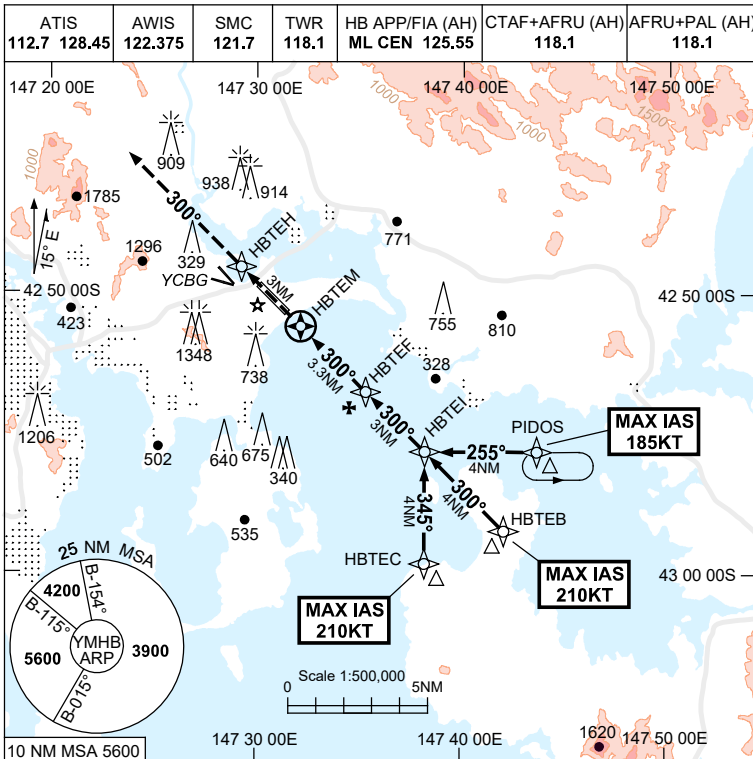 ATIS
112.7 128.45
AWIS
122.375
SMC
121.7
TWR
118.1
HB APP/FIA (AH)
ML CEN 125.55
CTAF+AFRU (AH)
118.1
AFRU+PAL (AH)
118.1
147 20 00E
147 30 00E
147 40 00E
147 50 00E
1000
1000
1000
1500
909
938
914
1785
300°
HBTEH
771
15° E
1296
329
YCBG
3NM
HBTEM
42 50 00S
42 50 00S
423
755
810
1348
738
300°
3.3NM
HBTEF
328
1206
300°
3NM
HBTEI
PIDOS
MAX IAS
185KT
255°
4NM
502
640
675
340
345°
4NM
300°
4NM
HBTEB
535
HBTEC
MAX IAS
210KT
MAX IAS
210KT
43 00 00S
25 NM MSA
4200
B-154°
B-115°
YMHB
ARP
3900
5600
B-015°
Scale 1:500,000
0
5NM
10 NM MSA 5600
147 30 00E
147 40 00E
1620
147 50 00E